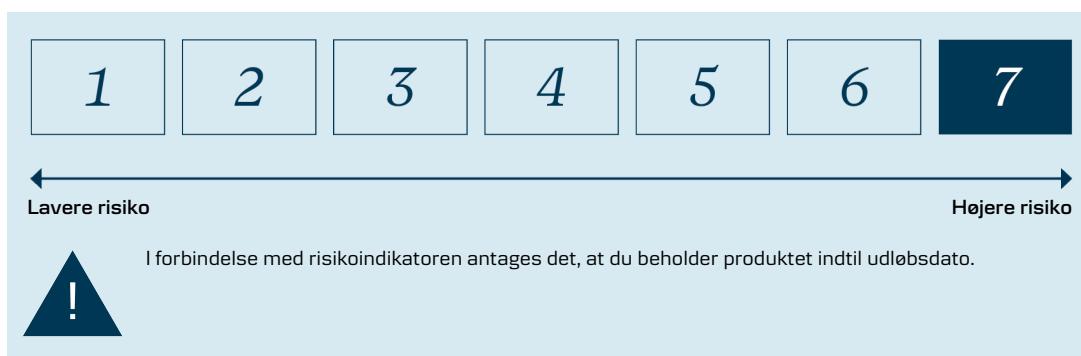 1 2 3 4 5 6 7
Lavere risiko Højere risiko
I forbindelse med risikoindikatoren antages det, at du beholder produktet indtil udløbsdato.
!